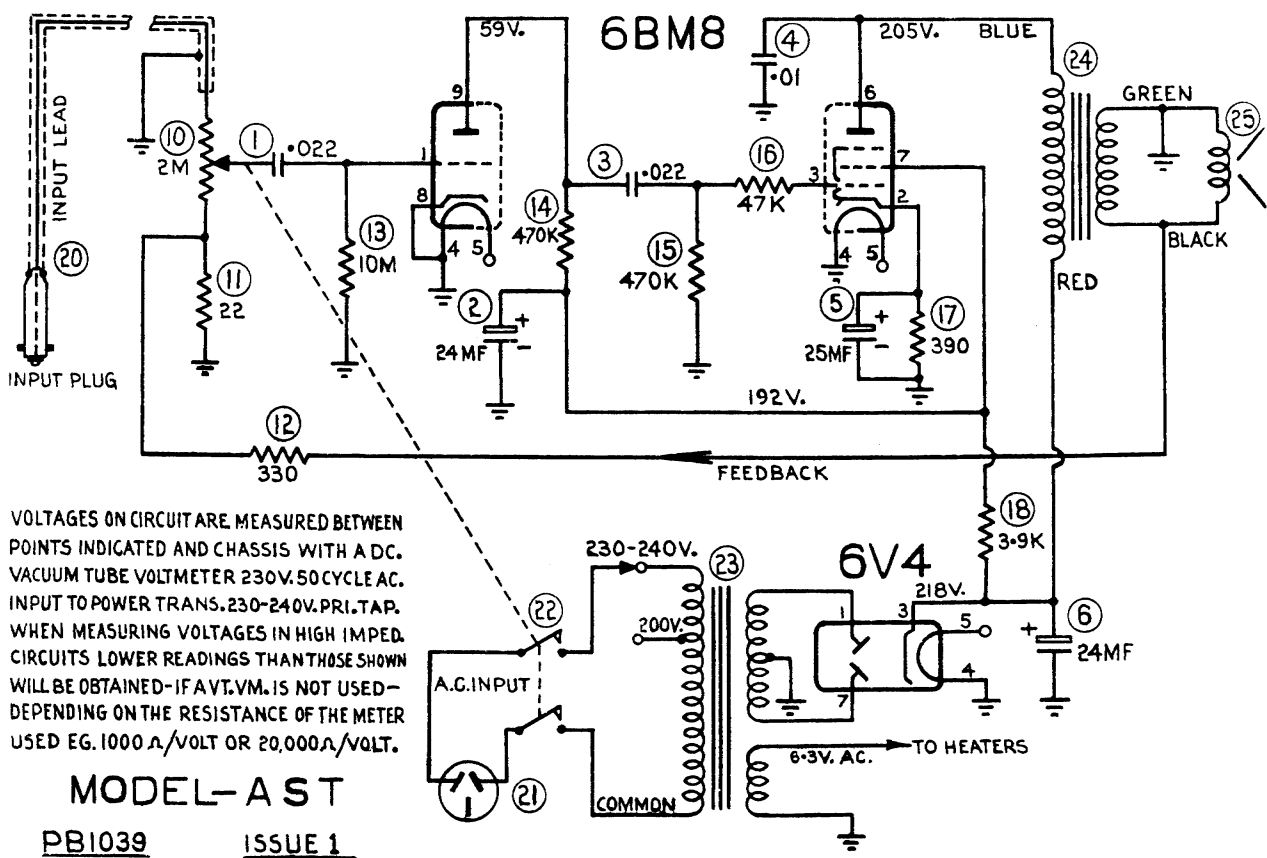 59V.
6BM8
4
205V.
BLUE
24
.01
9
6
GREEN
25
INPUT LEAD
10
2M
1
.022
1
3
.022
16
47K
3
7
8
2
14
470K
13
10M
4
5
15
470K
4
5
BLACK
20
11
22
2
+
24MF
-
5
+
25MF
-
17
390
RED
INPUT PLUG
192V.
12
330
FEEDBACK
VOLTAGES ON CIRCUIT ARE MEASURED BETWEEN
POINTS INDICATED AND CHASSIS WITH A DC.
VACUUM TUBE VOLTMETER 230V. 50CYCLE AC.
INPUT TO POWER TRANS. 230-240V. PRI. TAP.
WHEN MEASURING VOLTAGES IN HIGH IMPED.
CIRCUITS LOWER READINGS THAN THOSE SHOWN
WILL BE OBTAINED-IF A VT.VM. IS NOT USED-
DEPENDING ON THE RESISTANCE OF THE METER
USED EG. 1000Ω/VOLT OR 20,000Ω/VOLT.
18
3.9K
230-240V.
23
6V4
218V.
1
3
5
6
+
24MF
22
200V.
A.C. INPUT
4
7
6.3V. AC.
TO HEATERS
21
COMMON
MODEL-AST
PB1039
ISSUE 1